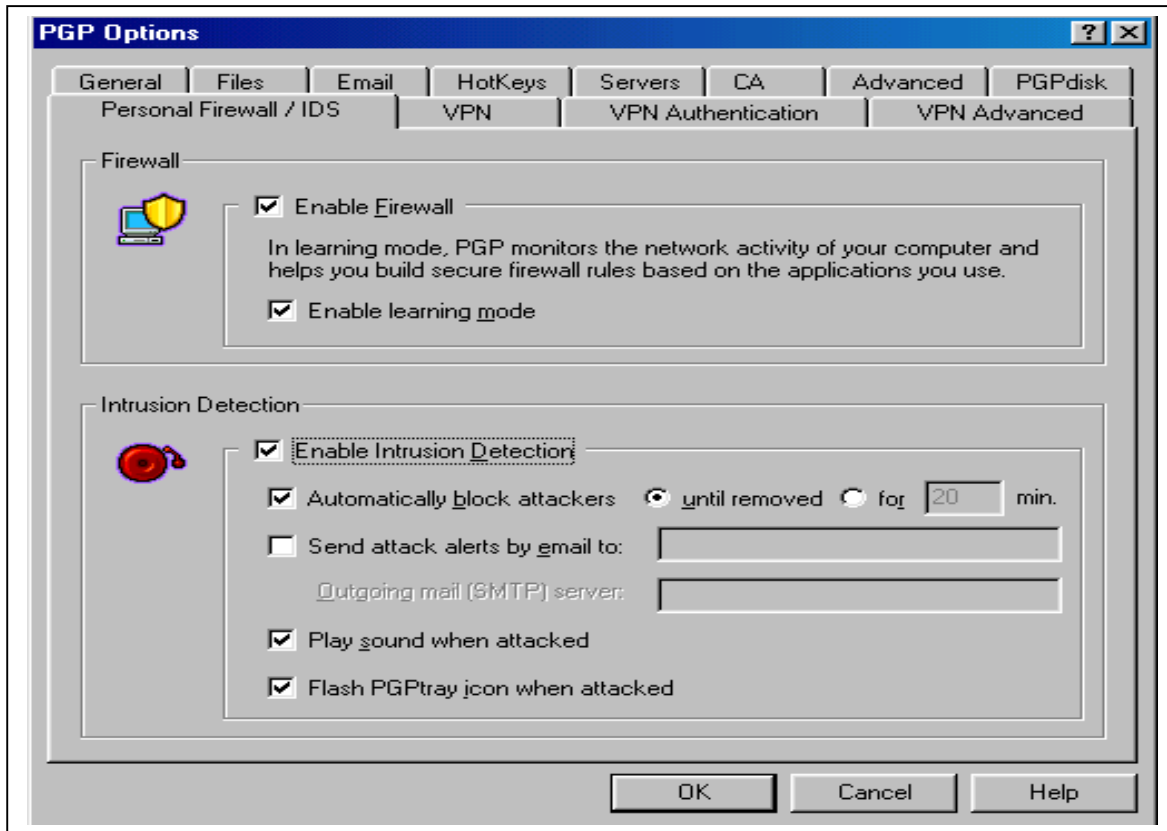 PGP Options
General Files Email HotKeys Servers CA Advanced PGPdisk
Personal Firewall / IDS VPN VPN Authentication VPN Advanced
Firewall
Enable Firewall
In learning mode, PGP monitors the network activity of your computer and
helps you build secure firewall rules based on the applications you use.
Enable learning mode
Intrusion Detection
Enable Intrusion Detection
Automatically block attackers until removed for 20 min.
Send attack alerts by email to:
Outgoing mail (SMTP) server:
Play sound when attacked
Flash PGPtray icon when attacked
OK Cancel Help